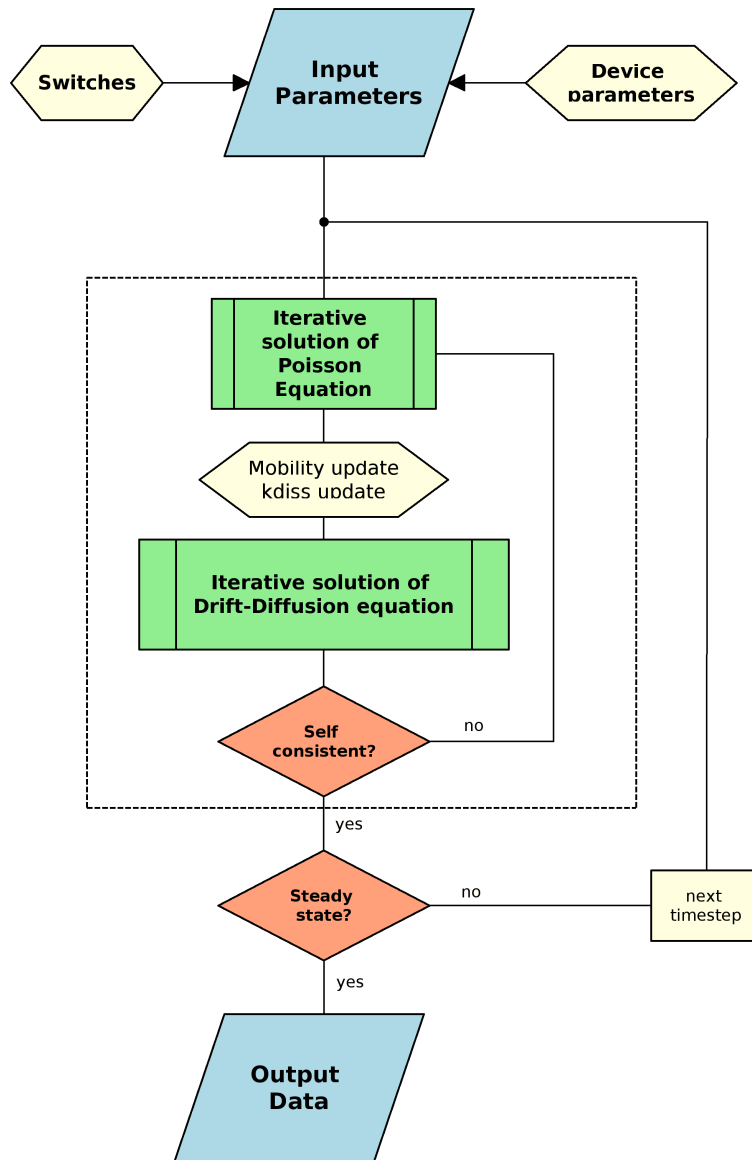 Switches
Input
Parameters
Device
parameters
Iterative
solution of
Poisson
Equation
Mobility update
kdiss update
Iterative solution of
Drift-Diffusion equation
Self
consistent?
no
yes
Steady
state?
no
next
timestep
yes
Output
Data